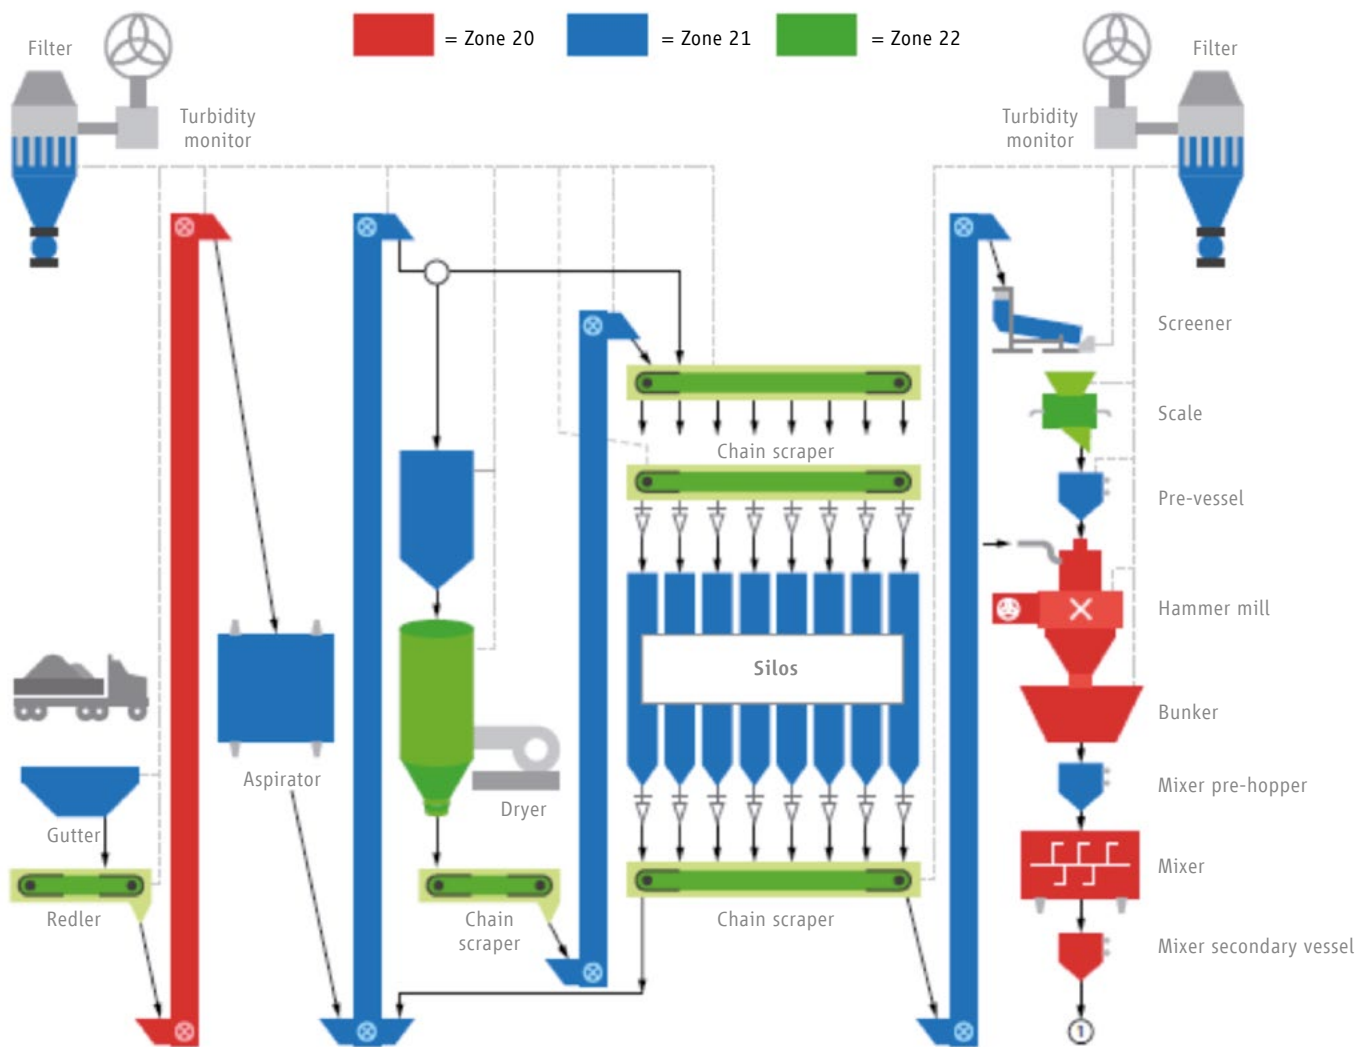 = Zone 20
= Zone 21
= Zone 22
Filter
Turbidity
monitor
Turbidity
monitor
Filter
Screener
Scale
Chain scraper
Pre-vessel
Hammer mill
Silos
Bunker
Aspirator
Dryer
Mixer pre-hopper
Gutter
Mixer
Redler
Chain
scraper
Chain scraper
Mixer secondary vessel
1